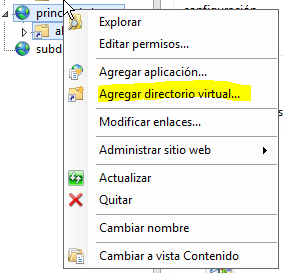 princ
al
subd
Explorar
Editar permisos...
Agregar aplicación...
Agregar directorio virtual...
Modificar enlaces...
Administrar sitio web
Actualizar
Quitar
Cambiar nombre
Cambiar a vista Contenido